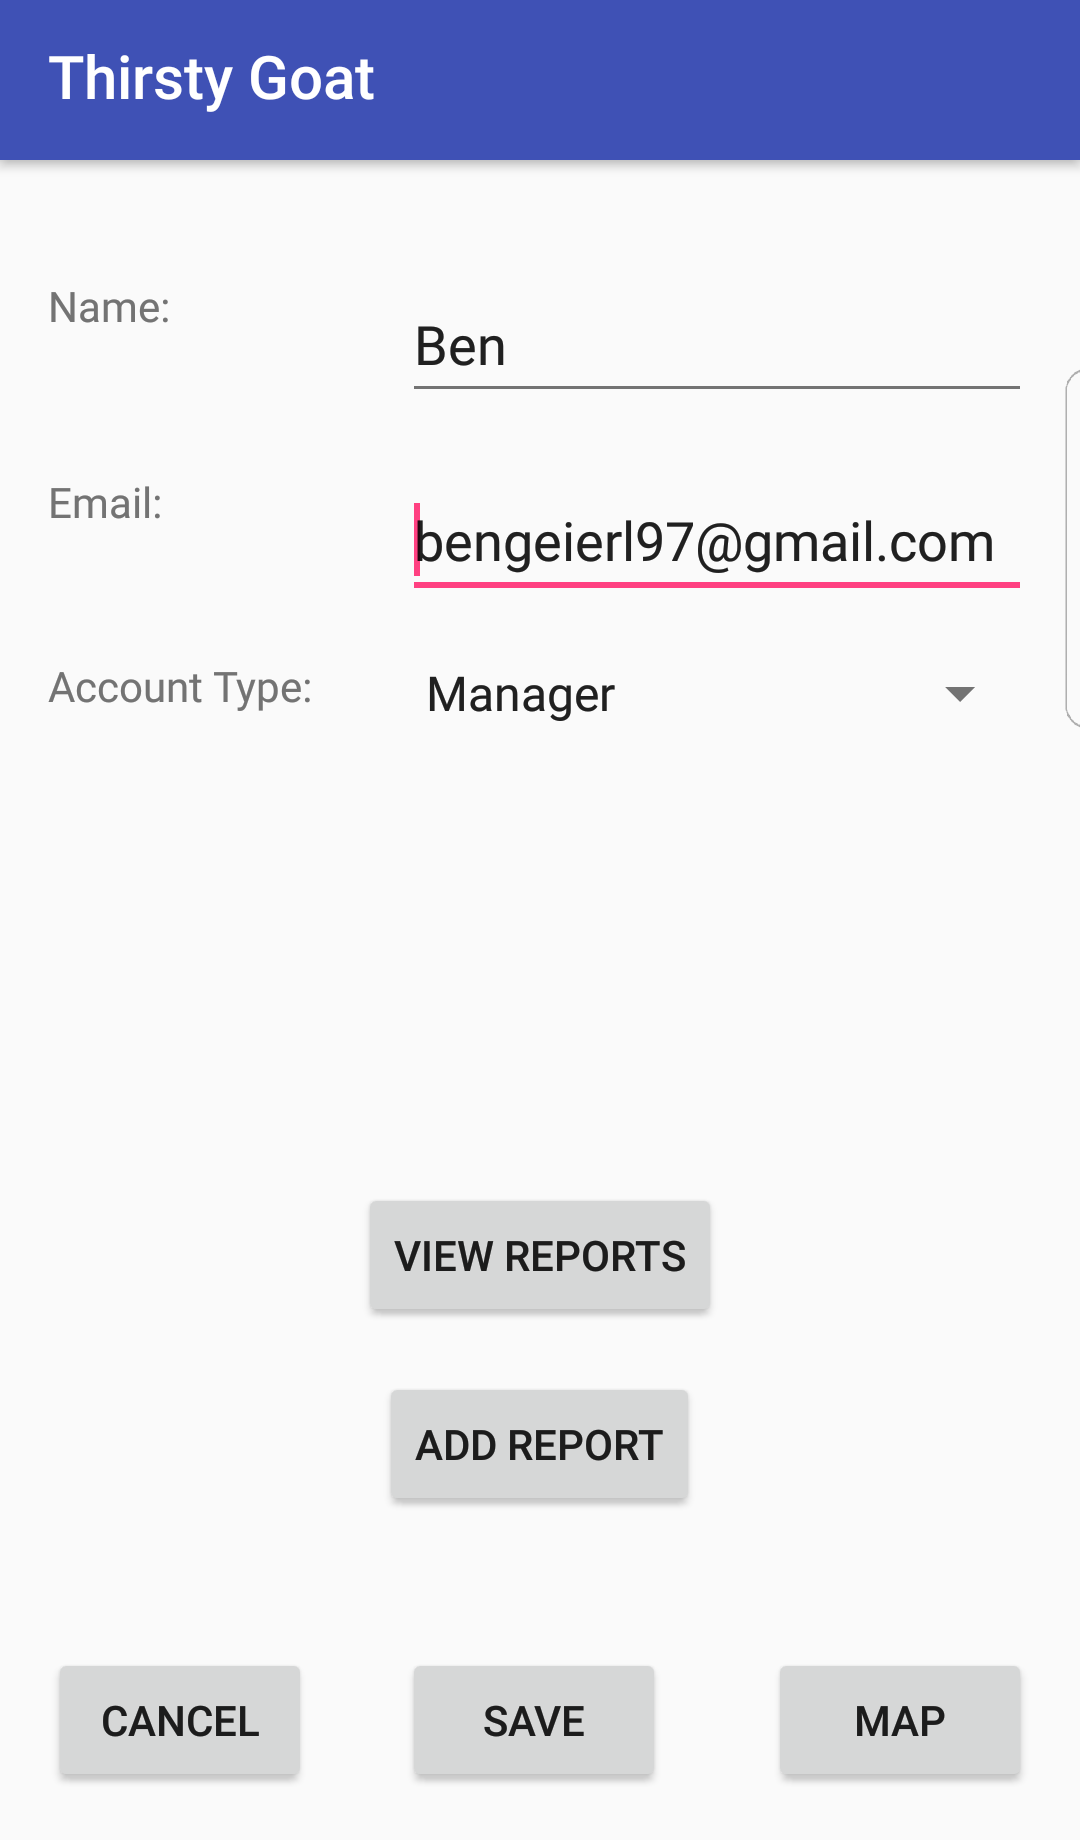 Thirsty Goat
Name:
Ben
Email:
bengeierl97@gmail.com
Account Type:
Manager
VIEW REPORTS
ADD REPORT
CANCEL
SAVE
MAP